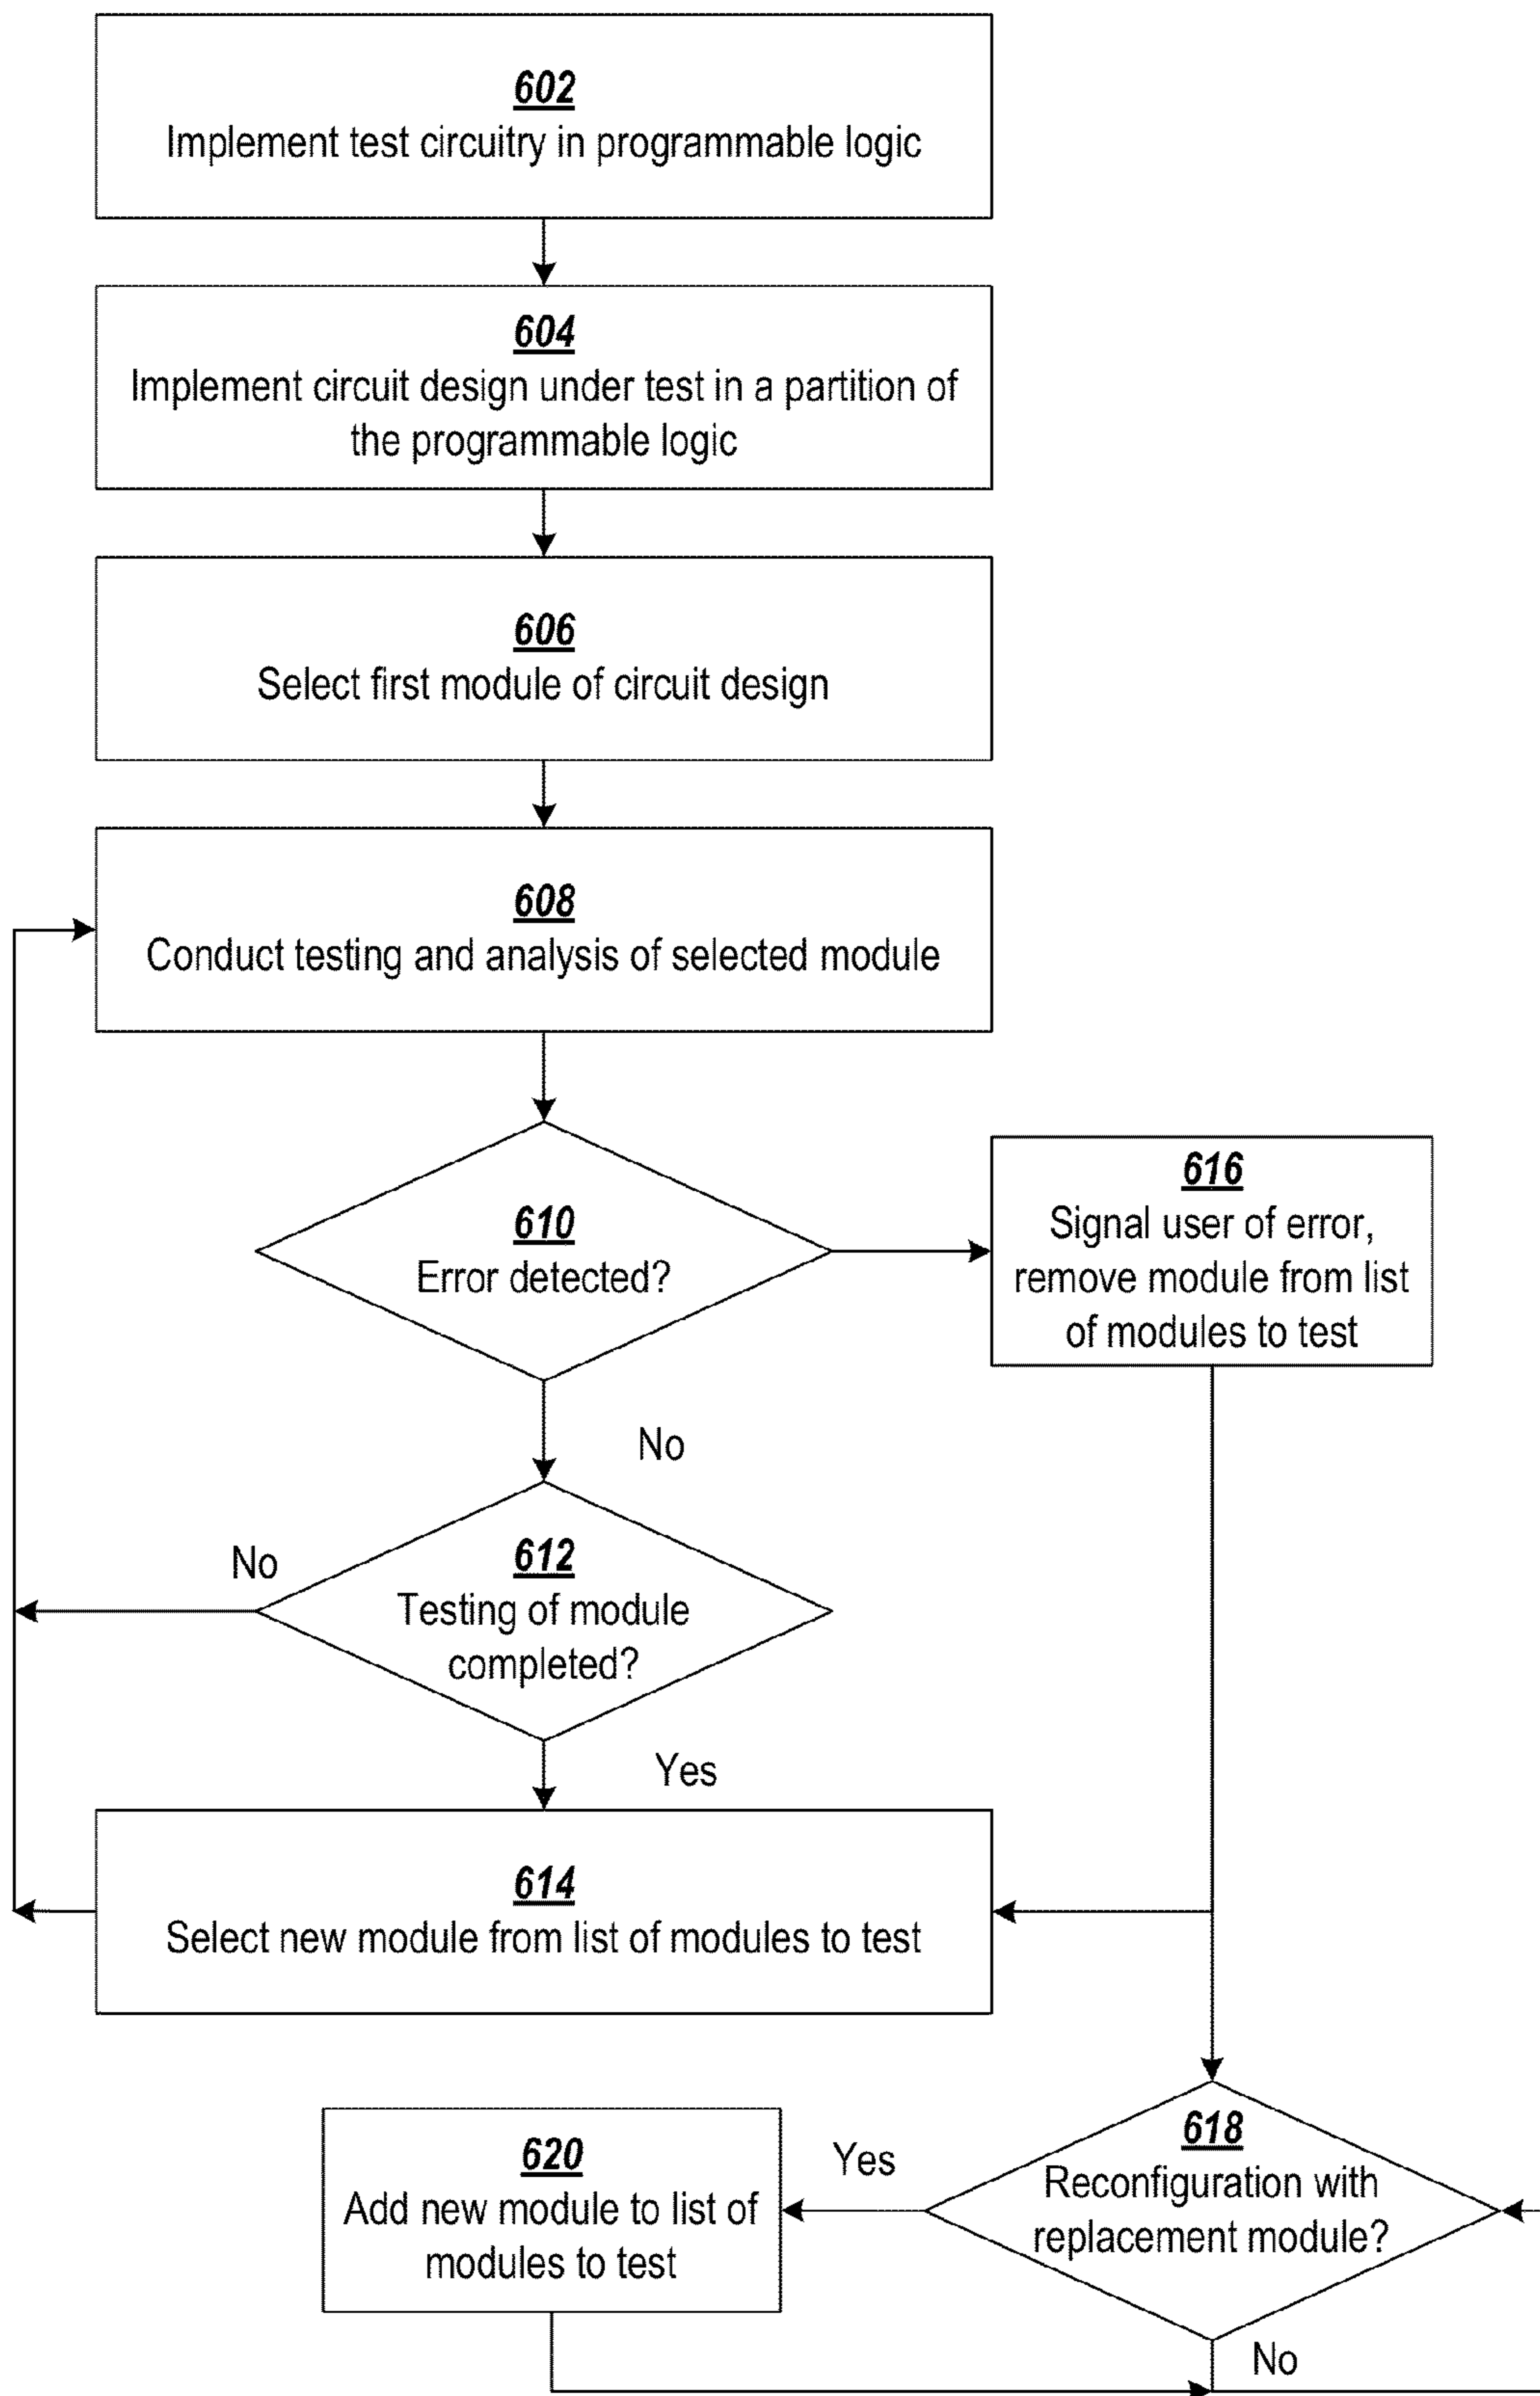 602
Implement test circuitry in programmable logic
604
Implement circuit design under test in a partition of
the programmable logic
606
Select first module of circuit design
608
Conduct testing and analysis of selected module
610
Error detected?
616
Signal user of error,
remove module from list
of modules to test
No
No
612
Testing of module
completed?
Yes
614
Select new module from list of modules to test
618
Reconfiguration with
replacement module?
Yes
620
Add new module to list of
modules to test
No